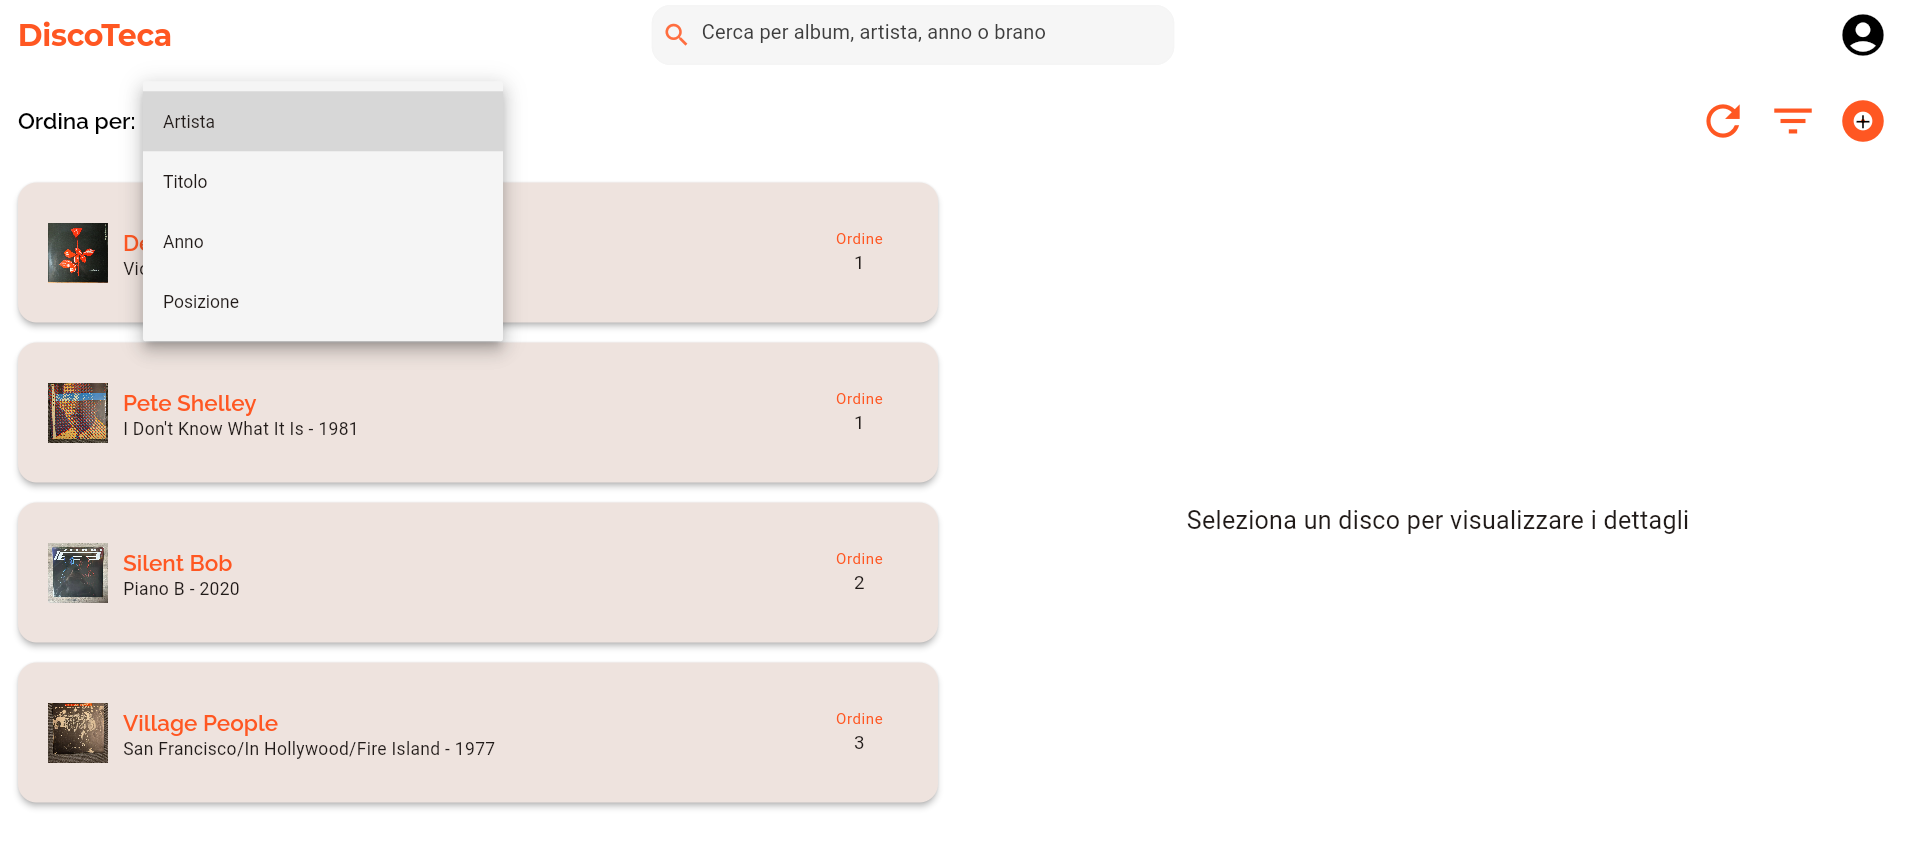 DiscoTeca
Cerca per album, artista, anno o brano
Ordina per:
Artista
Titolo
Anno
Posizione
Ordine
1
Pete Shelley
I Don't Know What It Is - 1981
Ordine
1
Silent Bob
Piano B - 2020
Ordine
2
Village People
San Francisco/In Hollywood/Fire Island - 1977
Ordine
3
Seleziona un disco per visualizzare i dettagli